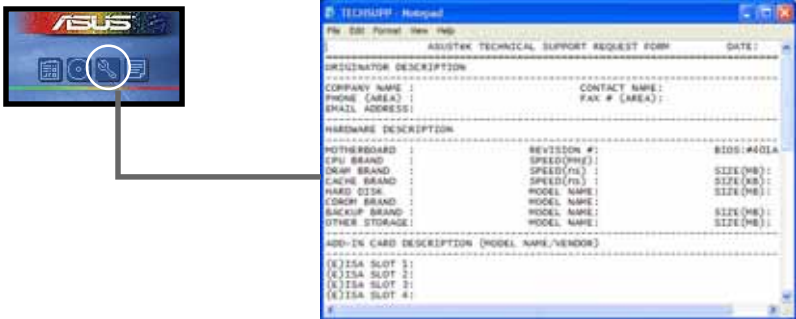 ASUS
TECHSUPP - Notepad
File Edit Format View Help
ASUSTeK TECHNICAL SUPPORT REQUEST FORM DATE:
ORIGINATOR DESCRIPTION
COMPANY NAME : CONTACT NAME:
PHONE (AREA) : FAX # (AREA):
EMAIL ADDRESS:
HARDWARE DESCRIPTION
MOTHERBOARD : REVISION #: BIOS:#401A
CPU BRAND : SPEED(MHz):
DRAM BRAND : SPEED(ns) : SIZE(MB):
CACHE BRAND : SPEED(ns) : SIZE(KB):
HARD DISK : MODEL NAME: SIZE(MB):
CDROM BRAND : MODEL NAME:
BACKUP BRAND : MODEL NAME: SIZE(MB):
OTHER STORAGE: MODEL NAME: SIZE(MB):
ADD-IN CARD DESCRIPTION (MODEL NAME/VENDOR)
(E)ISA SLOT 1:
(E)ISA SLOT 2:
(E)ISA SLOT 3:
(E)ISA SLOT 4: